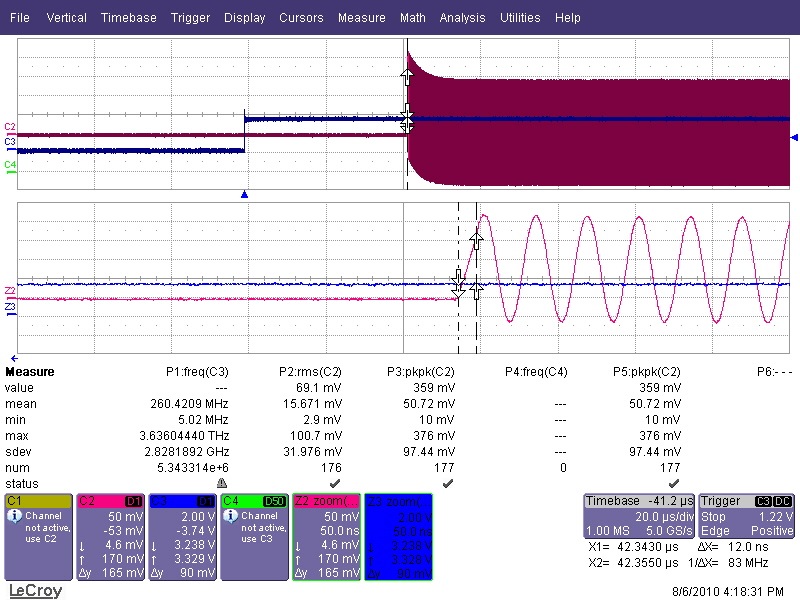 File Vertical Timebase Trigger Display Cursors Measure Math Analysis Utilities Help
C2
C3
C4
Z2
Z3
Measure P1:freq(C3) P2:rms(C2) P3:pkpk(C2) P4:freq(C4) P5:pkpk(C2) P6:- - -
value --- 69.1 mV 359 mV 359 mV
mean 260.4209 MHz 15.671 mV 50.72 mV --- 50.72 mV
min 5.02 MHz 2.9 mV 10 mV --- 10 mV
max 3.63604440 THz 100.7 mV 376 mV --- 376 mV
sdev 2.8281892 GHz 31.976 mV 97.44 mV --- 97.44 mV
num 5.343314e+6 176 177 0 177
status
C1
Channel
not active,
use C2
C2 D1
50 mV
-53 mV
↓ 4.6 mV
↑ 170 mV
Δy 165 mV
C3 D1
2.00 V
-3.74 V
↓ 3.238 V
↑ 3.329 V
Δy 90 mV
C4 D50
Channel
not active,
use C3
Z2 zoom(...
50 mV
50.0 ns
↓ 4.6 mV
↑ 170 mV
Δy 165 mV
Z3 zoom(...
2.00 V
50.0 ns
↓ 3.238 V
↑ 3.329 V
Δy 90 mV
Timebase -41.2 µs
20.0 µs/div
1.00 MS 5.0 GS/s
Trigger C3 DC
Stop 1.22 V
Edge Positive
X1= 42.3430 µs ΔX= 12.0 ns
X2= 42.3550 µs 1/ΔX= 83 MHz
LeCroy
8/6/2010 4:18:31 PM